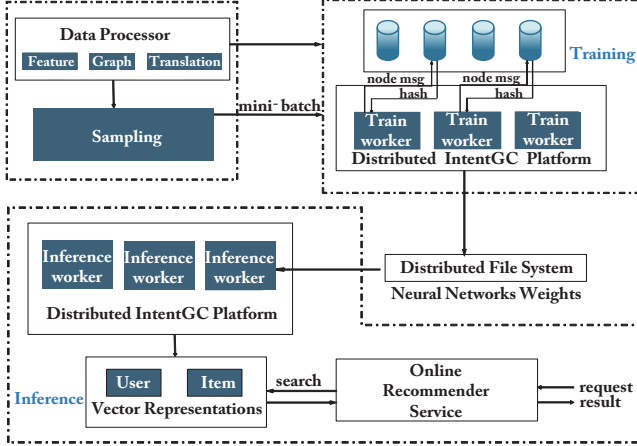 Data Processor
Feature
Graph
Translation
Sampling
mini-batch
Training
node msg
hash
node msg
hash
Train
worker
Train
worker
Train
worker
Distributed IntentGC Platform
Inference
worker
Inference
worker
Inference
worker
Distributed IntentGC Platform
Distributed File System
Neural Networks Weights
User
Item
Vector Representations
Inference
search
Online
Recommender
Service
request
result